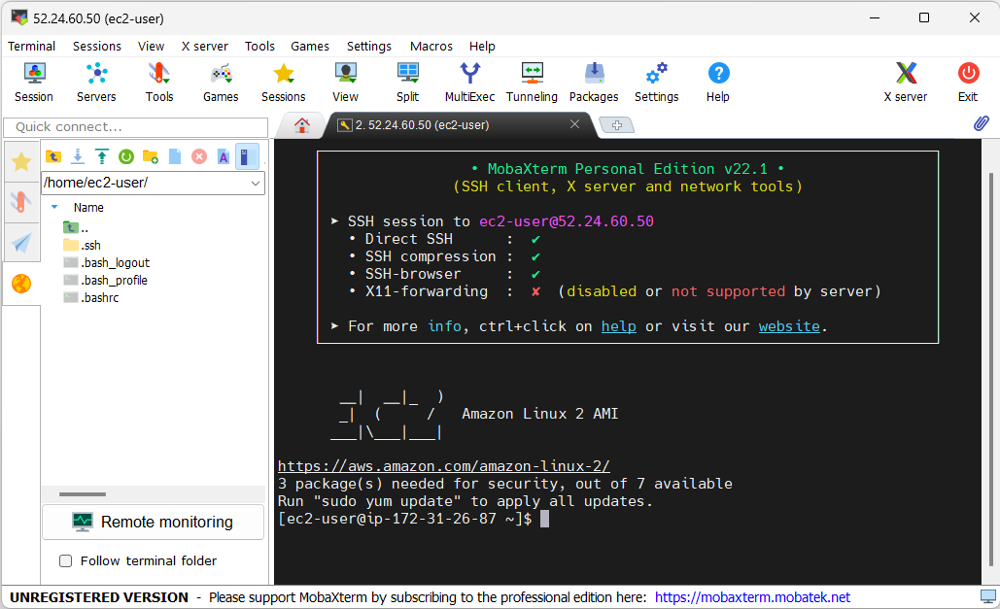 52.24.60.50 (ec2-user)
Terminal Sessions View X server Tools Games Settings Macros Help
Session Servers Tools Games Sessions View Split MultiExec Tunneling Packages Settings Help X server Exit
Quick connect...
2. 52.24.60.50 (ec2-user)
/home/ec2-user/
Name
..
.ssh
.bash_logout
.bash_profile
.bashrc
Remote monitoring
Follow terminal folder
• MobaXterm Personal Edition v22.1 •
(SSH client, X server and network tools)
➤ SSH session to ec2-user@52.24.60.50
• Direct SSH : ✔
• SSH compression : ✔
• SSH-browser : ✔
• X11-forwarding : ✘ (disabled or not supported by server)
➤ For more info, ctrl+click on help or visit our website.
__| __|_ )
_| ( / Amazon Linux 2 AMI
___|\___|___|
https://aws.amazon.com/amazon-linux-2/
3 package(s) needed for security, out of 7 available
Run "sudo yum update" to apply all updates.
[ec2-user@ip-172-31-26-87 ~]$
UNREGISTERED VERSION - Please support MobaXterm by subscribing to the professional edition here: https://mobaxterm.mobatek.net